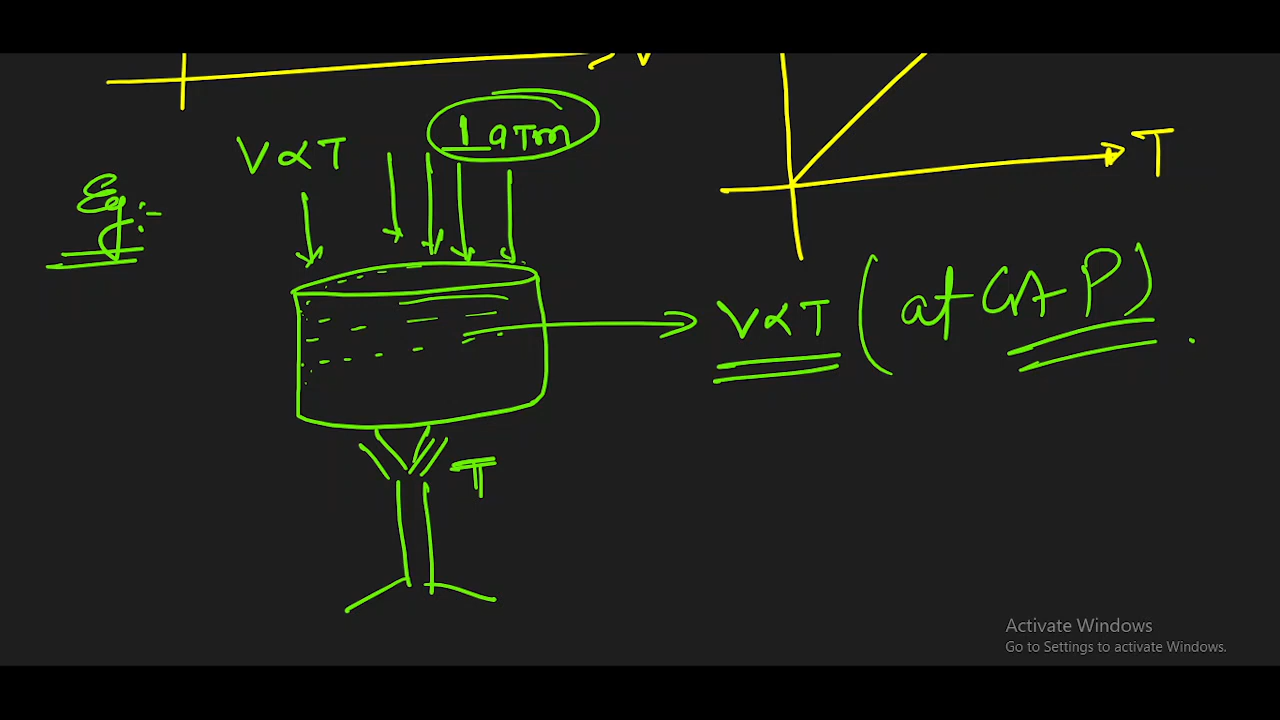 V
1 aTm
V∝T
T
Eg:-
V∝T (at P)
T
Activate Windows
Go to Settings to activate Windows.